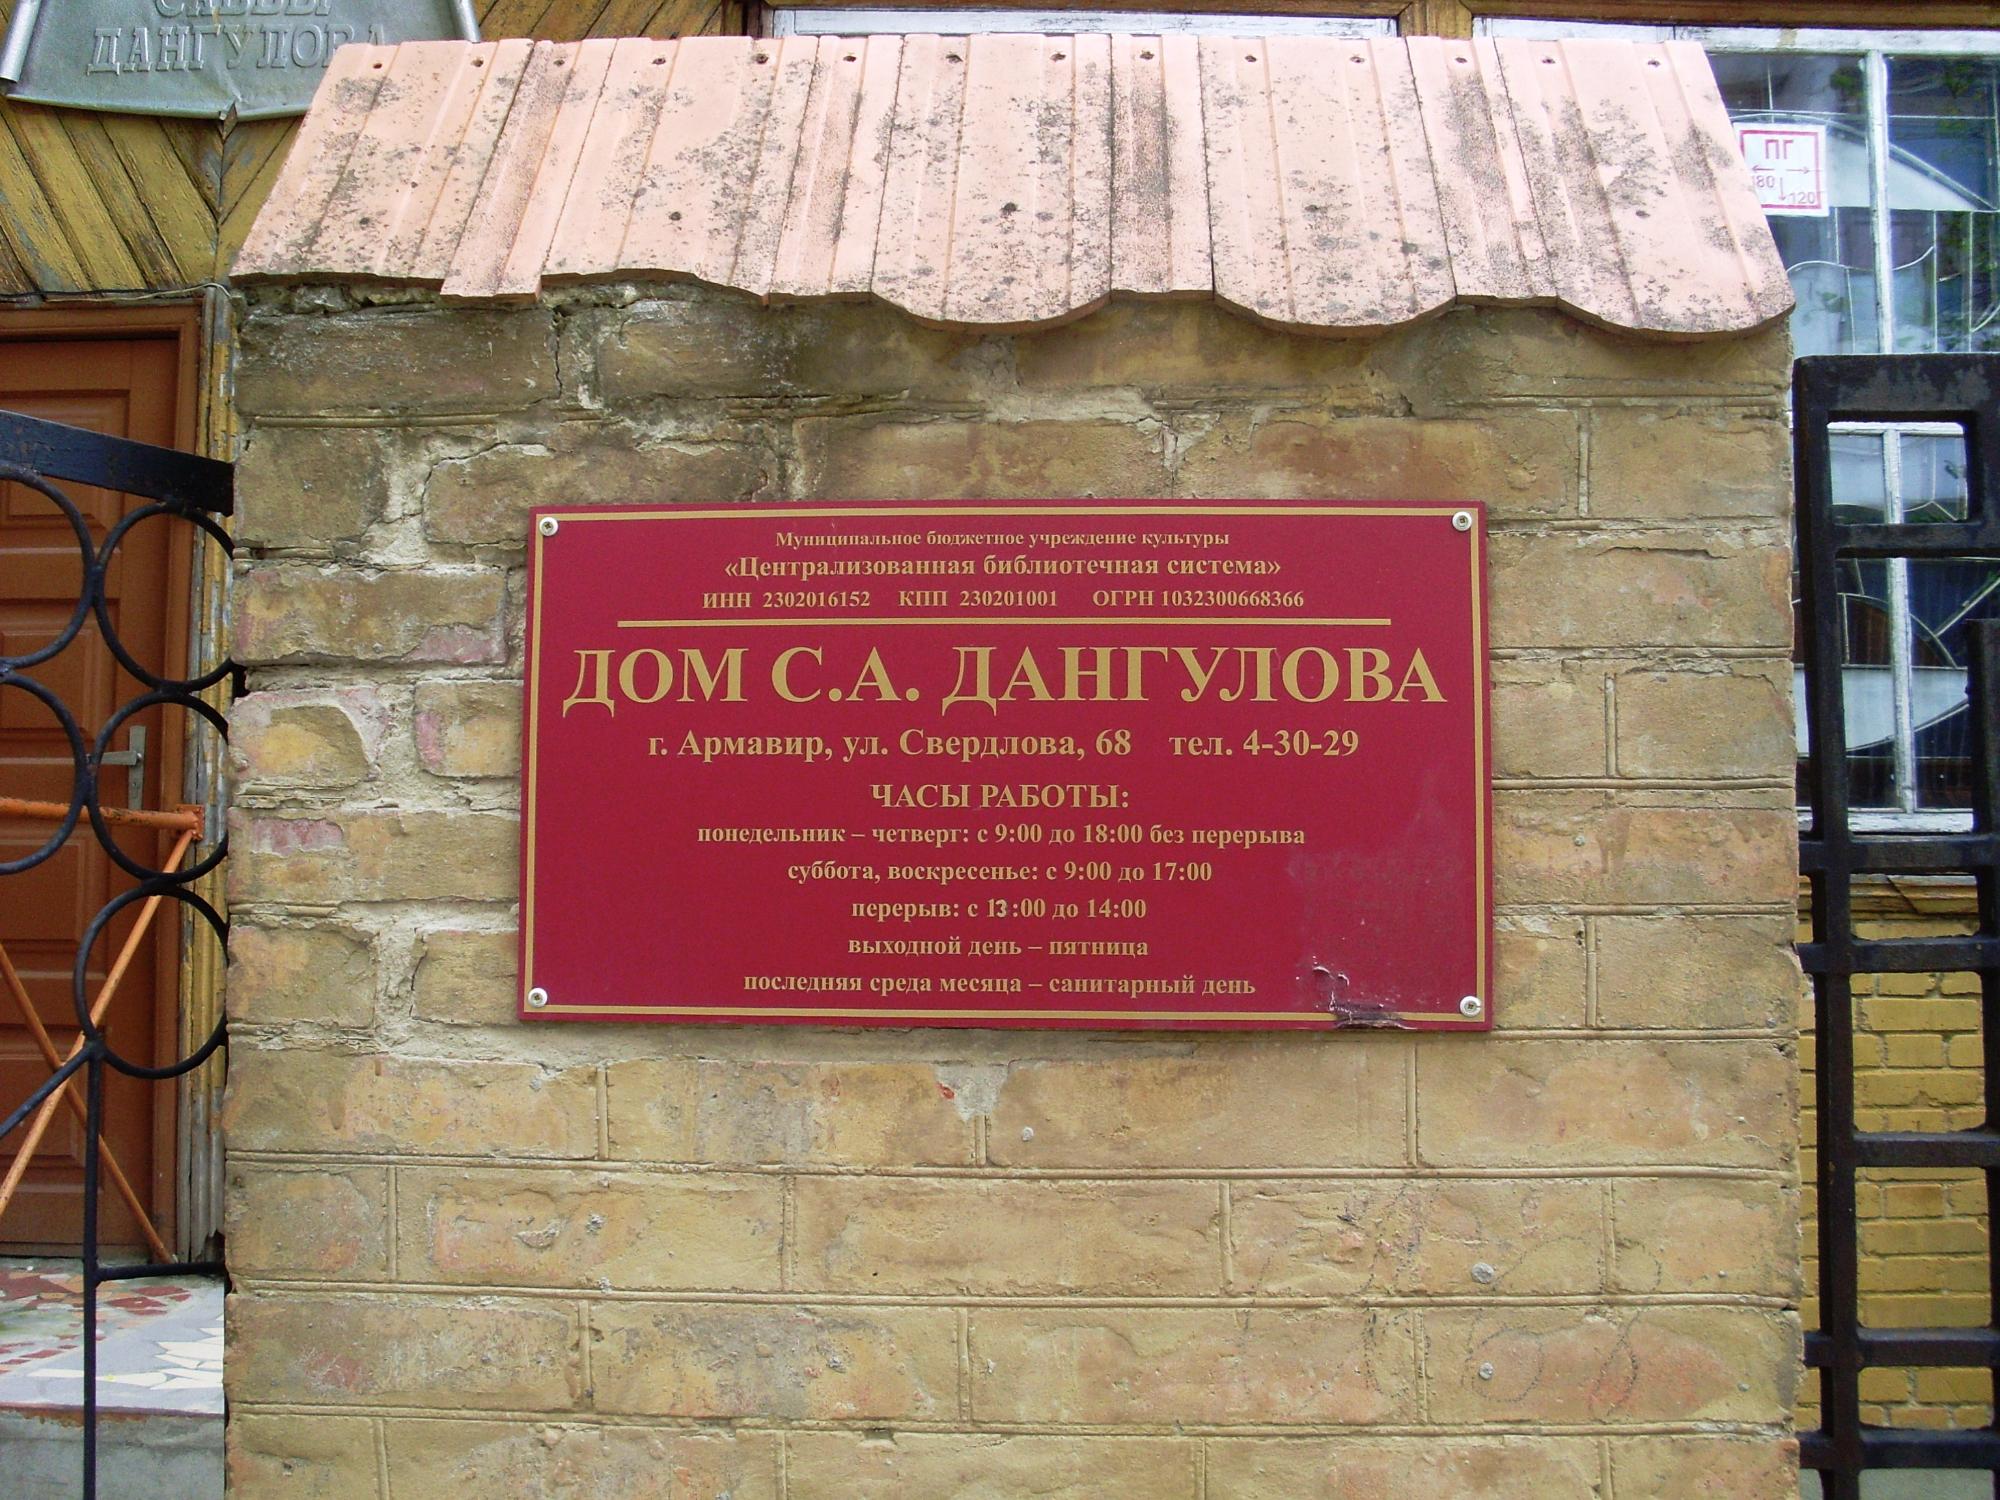 САВВЫ
ДАНГУЛОВА
ПГ
180
120
Муниципальное бюджетное учреждение культуры
«Централизованная библиотечная система»
ИНН 2302016152 КПП 230201001 ОГРН 1032300668366
ДОМ С.А. ДАНГУЛОВА
г. Армавир, ул. Свердлова, 68 тел. 4-30-29
ЧАСЫ РАБОТЫ:
понедельник – четверг: с 9:00 до 18:00 без перерыва
суббота, воскресенье: с 9:00 до 17:00
перерыв: с 13:00 до 14:00
выходной день – пятница
последняя среда месяца – санитарный день